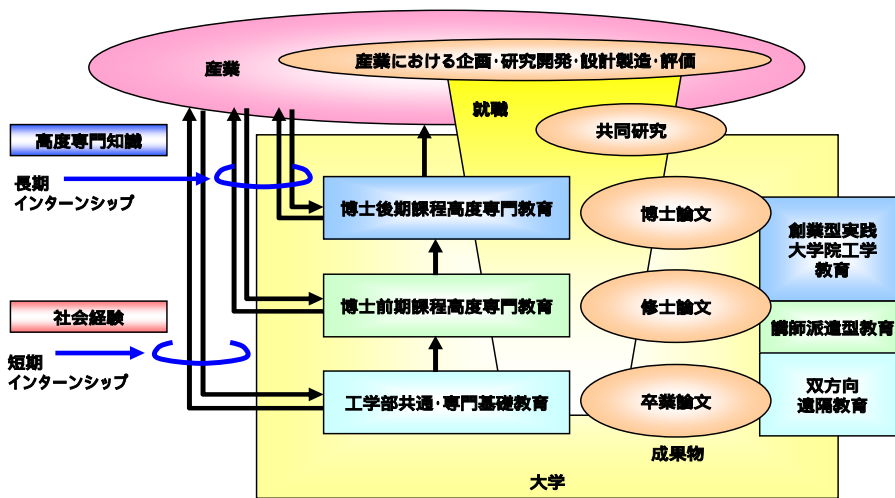 産業における企画・研究開発・設計製造・評価
産業
就職
共同研究
高度専門知識
長期
インターンシップ
博士後期課程高度専門教育
博士論文
創業型実践
大学院工学
教育
博士前期課程高度専門教育
修士論文
社会経験
講師派遣型教育
短期
インターンシップ
工学部共通・専門基礎教育
卒業論文
双方向
遠隔教育
成果物
大学